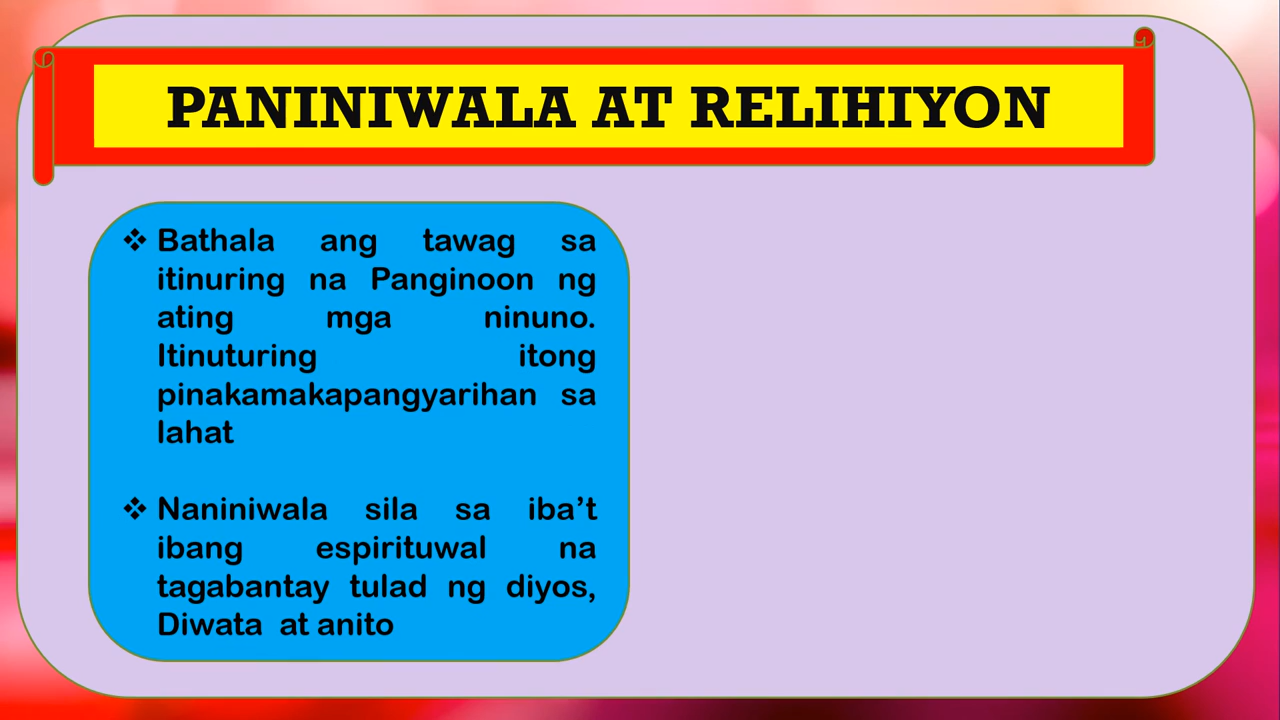 PANINIWALA AT RELIHIYON
❖ Bathala ang tawag sa
itinuring na Panginoon ng
ating mga ninuno.
Itinuturing itong
pinakamakapangyarihan sa
lahat
❖ Naniniwala sila sa iba’t
ibang espirituwal na
tagabantay tulad ng diyos,
Diwata at anito